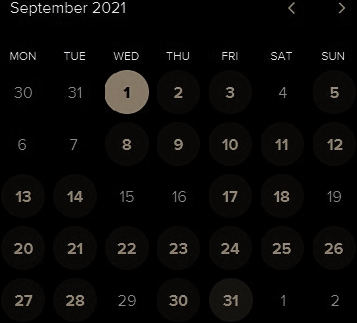 September 2021
MON TUE WED THU FRI SAT SUN
30 31 1 2 3 4 5
6 7 8 9 10 11 12
13 14 15 16 17 18 19
20 21 22 23 24 25 26
27 28 29 30 31 1 2